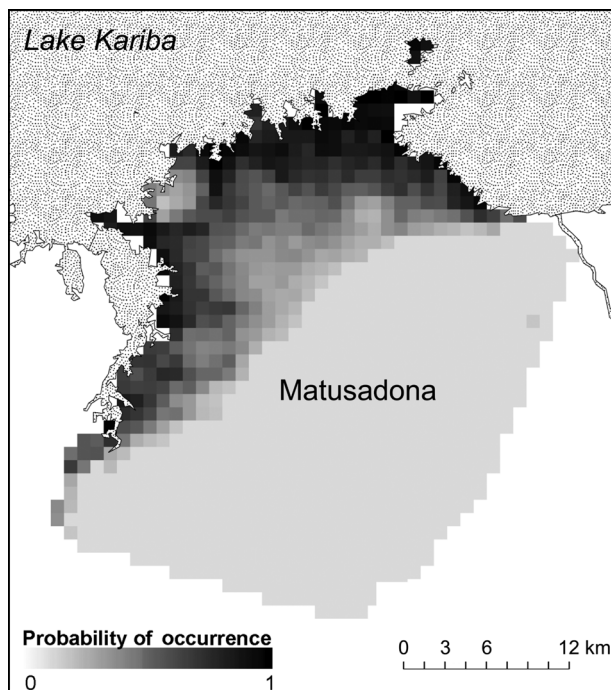 Lake Kariba
Matusadona
Probability of occurrence
0 1
0 3 6 12 km